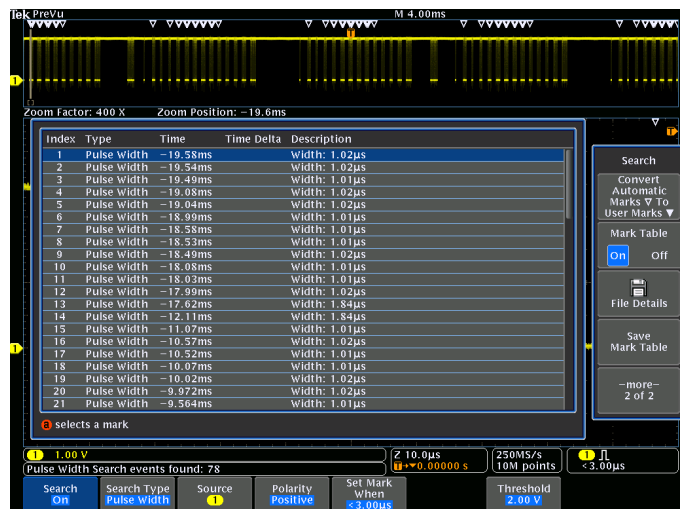 Tek PreVu M 4.00ms
T
1
Zoom Factor: 400 X Zoom Position: −19.6ms
Index Type Time Time Delta Description
1 Pulse Width −19.58ms Width: 1.02µs
2 Pulse Width −19.54ms Width: 1.02µs
3 Pulse Width −19.49ms Width: 1.01µs
4 Pulse Width −19.08ms Width: 1.02µs
5 Pulse Width −19.04ms Width: 1.02µs
6 Pulse Width −18.99ms Width: 1.01µs
7 Pulse Width −18.58ms Width: 1.01µs
8 Pulse Width −18.53ms Width: 1.01µs
9 Pulse Width −18.49ms Width: 1.02µs
10 Pulse Width −18.08ms Width: 1.01µs
11 Pulse Width −18.03ms Width: 1.01µs
12 Pulse Width −17.99ms Width: 1.02µs
13 Pulse Width −17.62ms Width: 1.84µs
14 Pulse Width −12.11ms Width: 1.84µs
15 Pulse Width −11.07ms Width: 1.01µs
16 Pulse Width −10.57ms Width: 1.02µs
17 Pulse Width −10.52ms Width: 1.01µs
18 Pulse Width −10.07ms Width: 1.01µs
19 Pulse Width −10.02ms Width: 1.02µs
20 Pulse Width −9.972ms Width: 1.02µs
21 Pulse Width −9.564ms Width: 1.01µs
a selects a mark
T
Search
Convert
Automatic
Marks ▽ To
User Marks ▼
Mark Table
On Off
File Details
Save
Mark Table
−more−
2 of 2
1
1 1.00 V
Pulse Width Search events found: 78
Z 10.0µs
T→▼0.00000 s
250MS/s
10M points
1
<3.00µs
Search
On
Search Type
Pulse Width
Source
1
Polarity
Positive
Set Mark
When
<3.00µs
Threshold
2.00 V